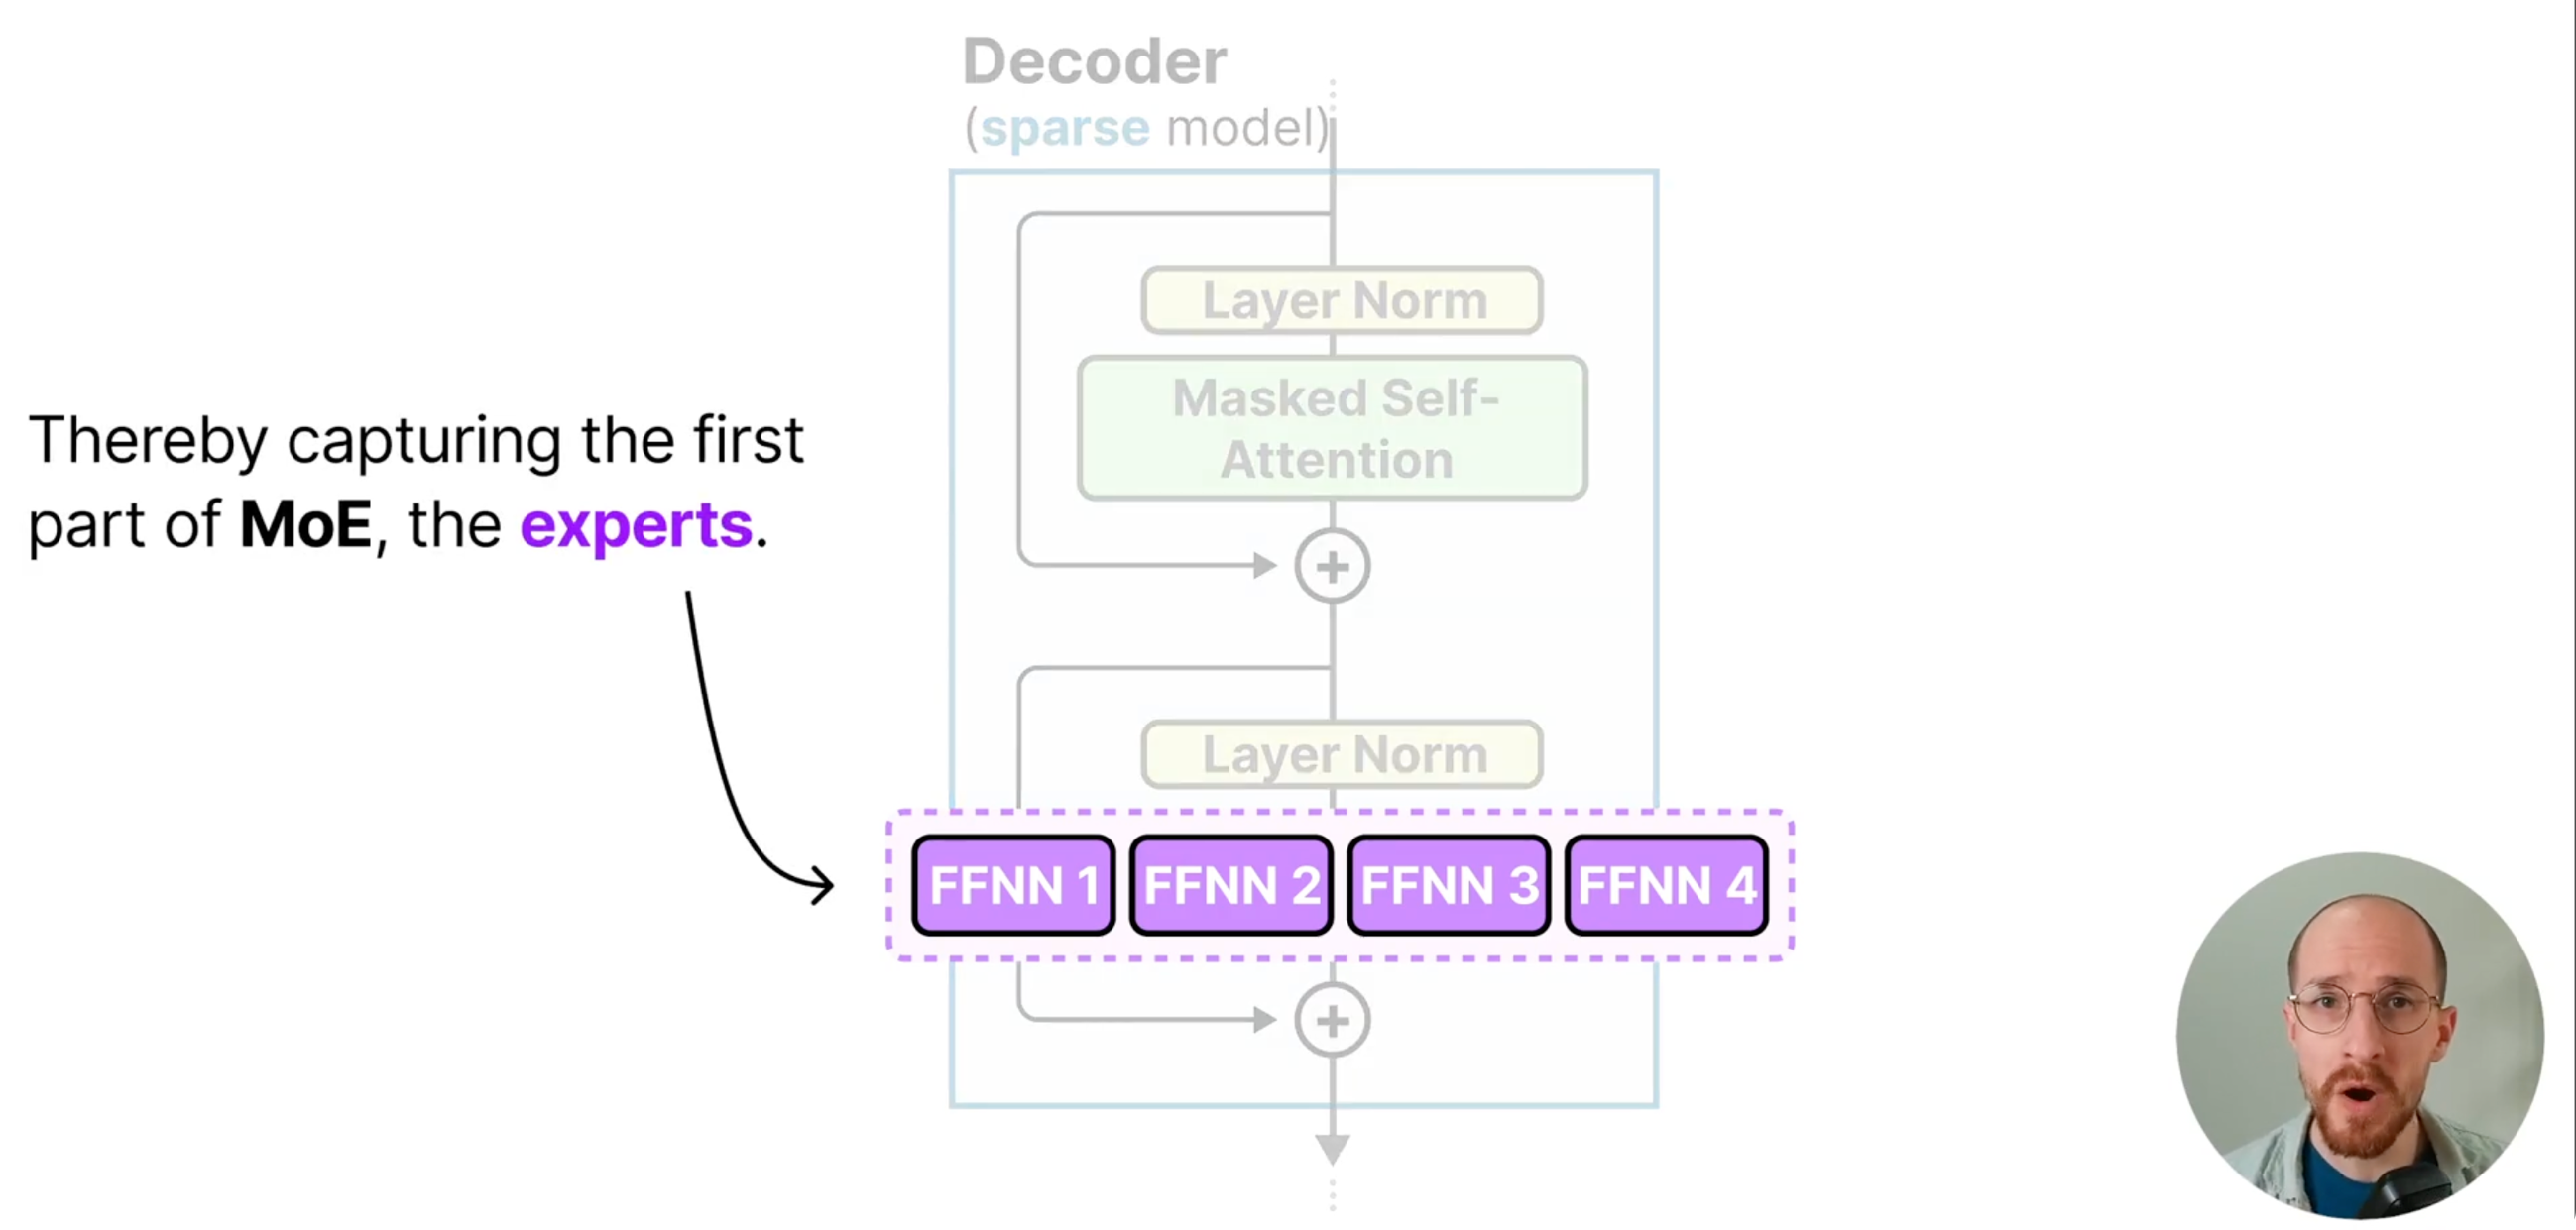 Decoder
(sparse model)
Layer Norm
Masked Self-
Attention
Thereby capturing the first
part of MoE, the experts.
Layer Norm
FFNN 1 FFNN 2 FFNN 3 FFNN 4